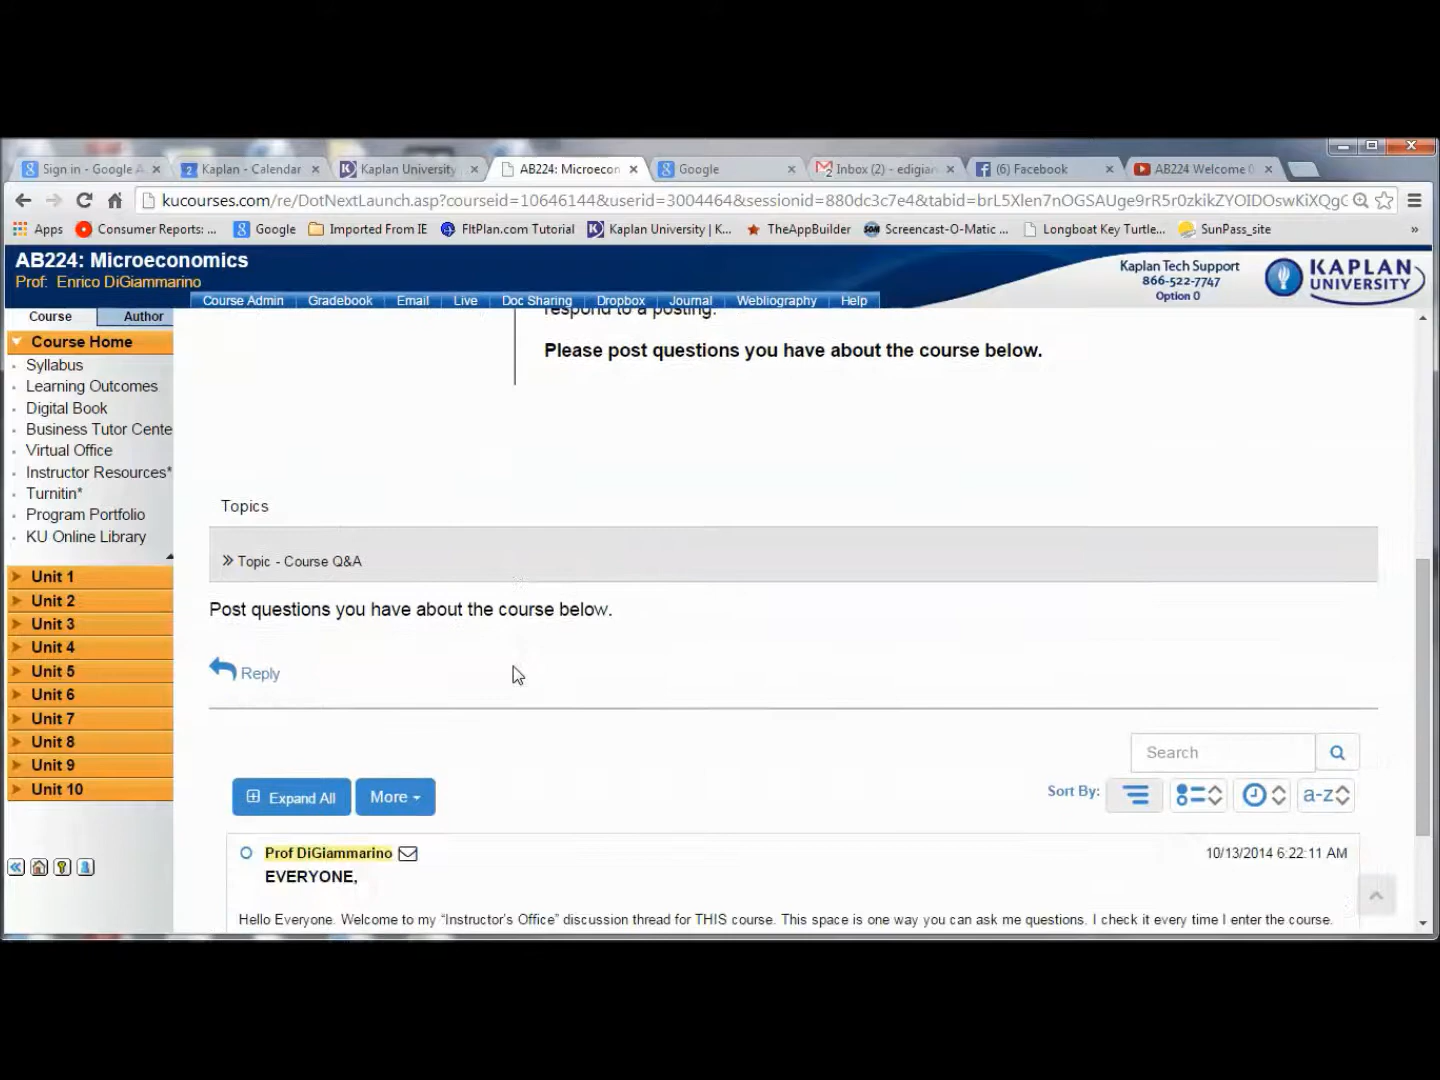 Sign in - Google A
Kaplan - Calendar
Kaplan University
AB224: Microecon
Google
Inbox (2) - edigian
(6) Facebook
AB224 Welcome
kucourses.com/re/DotNextLaunch.asp?courseid=10646144&userid=3004464&sessionid=880dc3c7e4&tabid=
Apps
Consumer Reports: ...
Google
Imported From IE
FltPlan.com Tutorial
Kaplan University | K...
TheAppBuilder
Screencast-O-Matic ...
Longboat Key Turtle...
SunPass_site
»
AB224: Microeconomics
Prof: Enrico DiGiammarino
Kaplan Tech Support
866-522-7747
Option 0
KAPLAN
UNIVERSITY
Course Admin Gradebook Email Live Doc Sharing Dropbox Journal Webliography Help
Course Author
Course Home
Syllabus
Learning Outcomes
Digital Book
Business Tutor Cente
Virtual Office
Instructor Resources*
Turnitin*
Program Portfolio
KU Online Library
Unit 1
Unit 2
Unit 3
Unit 4
Unit 5
Unit 6
Unit 7
Unit 8
Unit 9
Unit 10
respond to a posting.
Please post questions you have about the course below.
Topics
» Topic - Course Q&A
Post questions you have about the course below.
Reply
Search
Expand All
More
Sort By:
a-z
Prof DiGiammarino
10/13/2014 6:22:11 AM
EVERYONE,
Hello Everyone. Welcome to my “Instructor’s Office” discussion thread for THIS course. This space is one way you can ask me questions. I check it every time I enter the course.